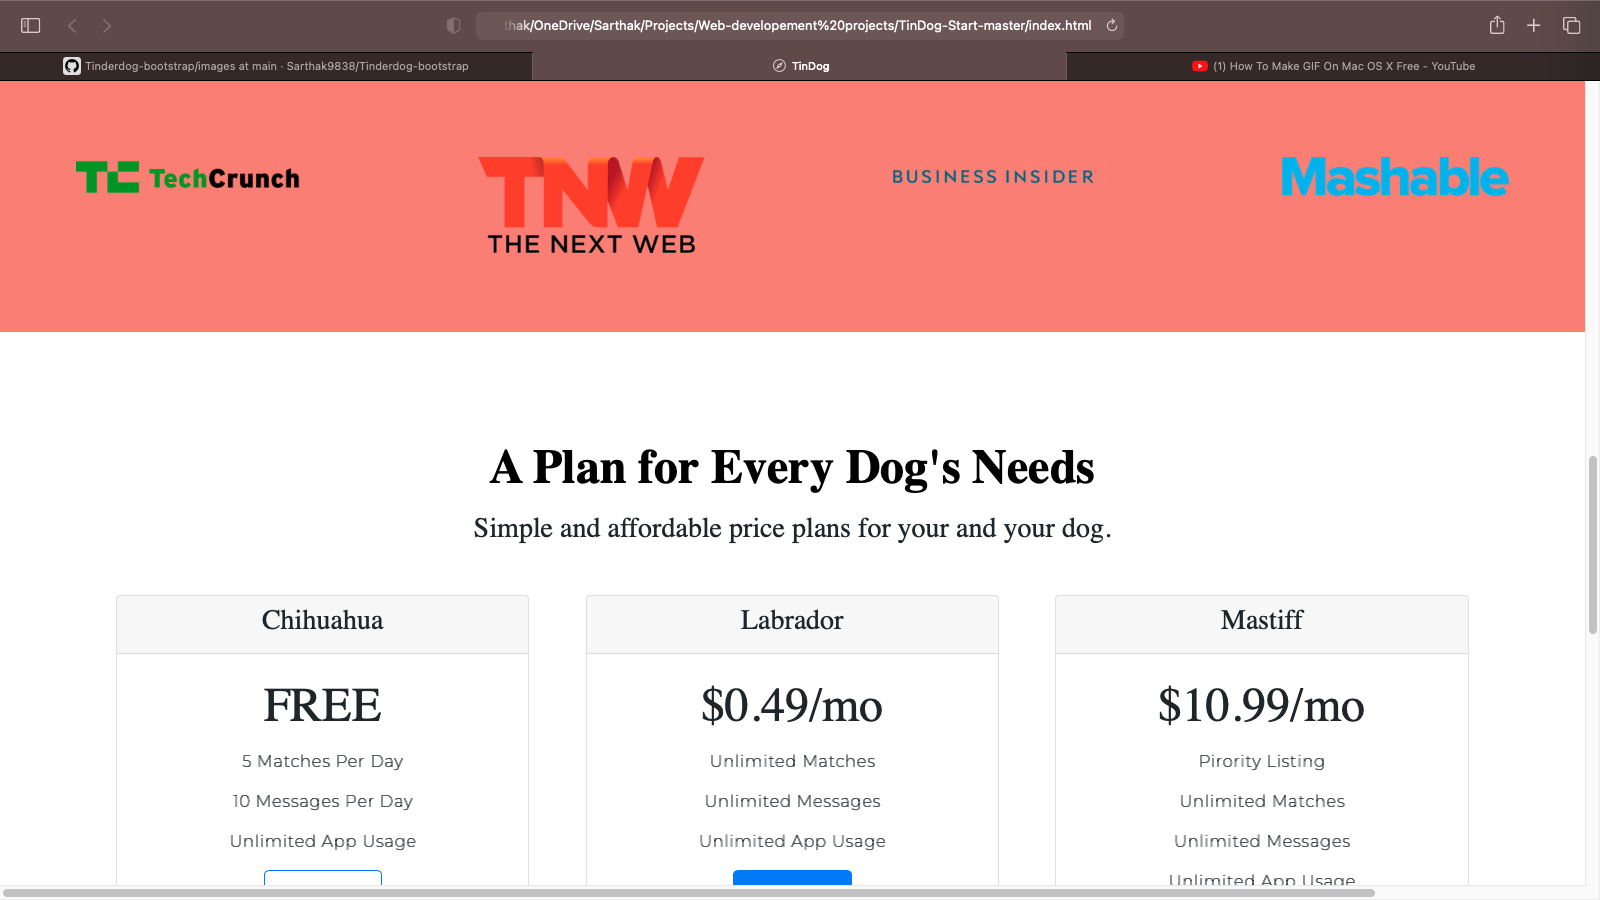 thak/OneDrive/Sarthak/Projects/Web-developement%20projects/TinDog-Start-master/index.html
Tinderdog-bootstrap/images at main · Sarthak9838/Tinderdog-bootstrap
TinDog
(1) How To Make GIF On Mac OS X Free - YouTube
TC TechCrunch
TNW
THE NEXT WEB
BUSINESS INSIDER
Mashable
A Plan for Every Dog's Needs
Simple and affordable price plans for your and your dog.
Chihuahua
FREE
5 Matches Per Day
10 Messages Per Day
Unlimited App Usage
Labrador
$0.49/mo
Unlimited Matches
Unlimited Messages
Unlimited App Usage
Mastiff
$10.99/mo
Pirority Listing
Unlimited Matches
Unlimited Messages
Unlimited App Usage